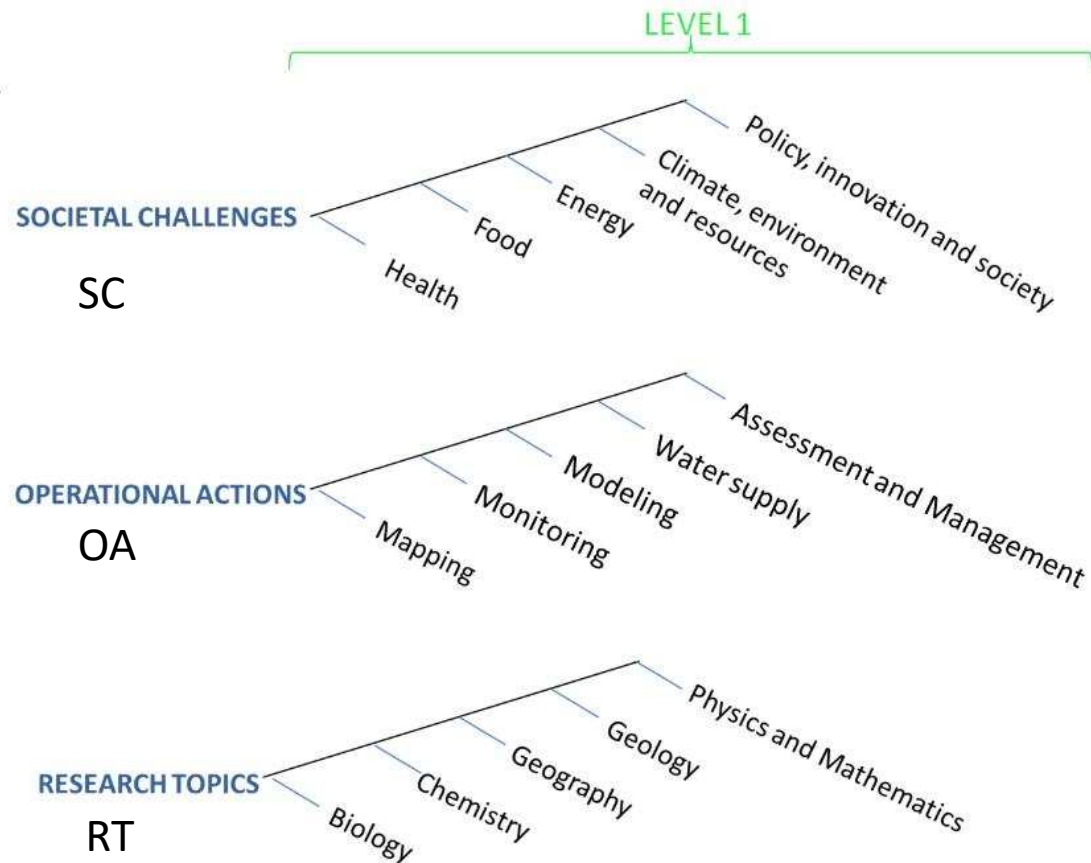 LEVEL 1
SOCIETAL CHALLENGES
SC
Health
Food
Energy
Climate, environment
and resources
Policy, innovation and society
OPERATIONAL ACTIONS
OA
Mapping
Monitoring
Modeling
Water supply
Assessment and Management
RESEARCH TOPICS
RT
Biology
Chemistry
Geography
Geology
Physics and Mathematics